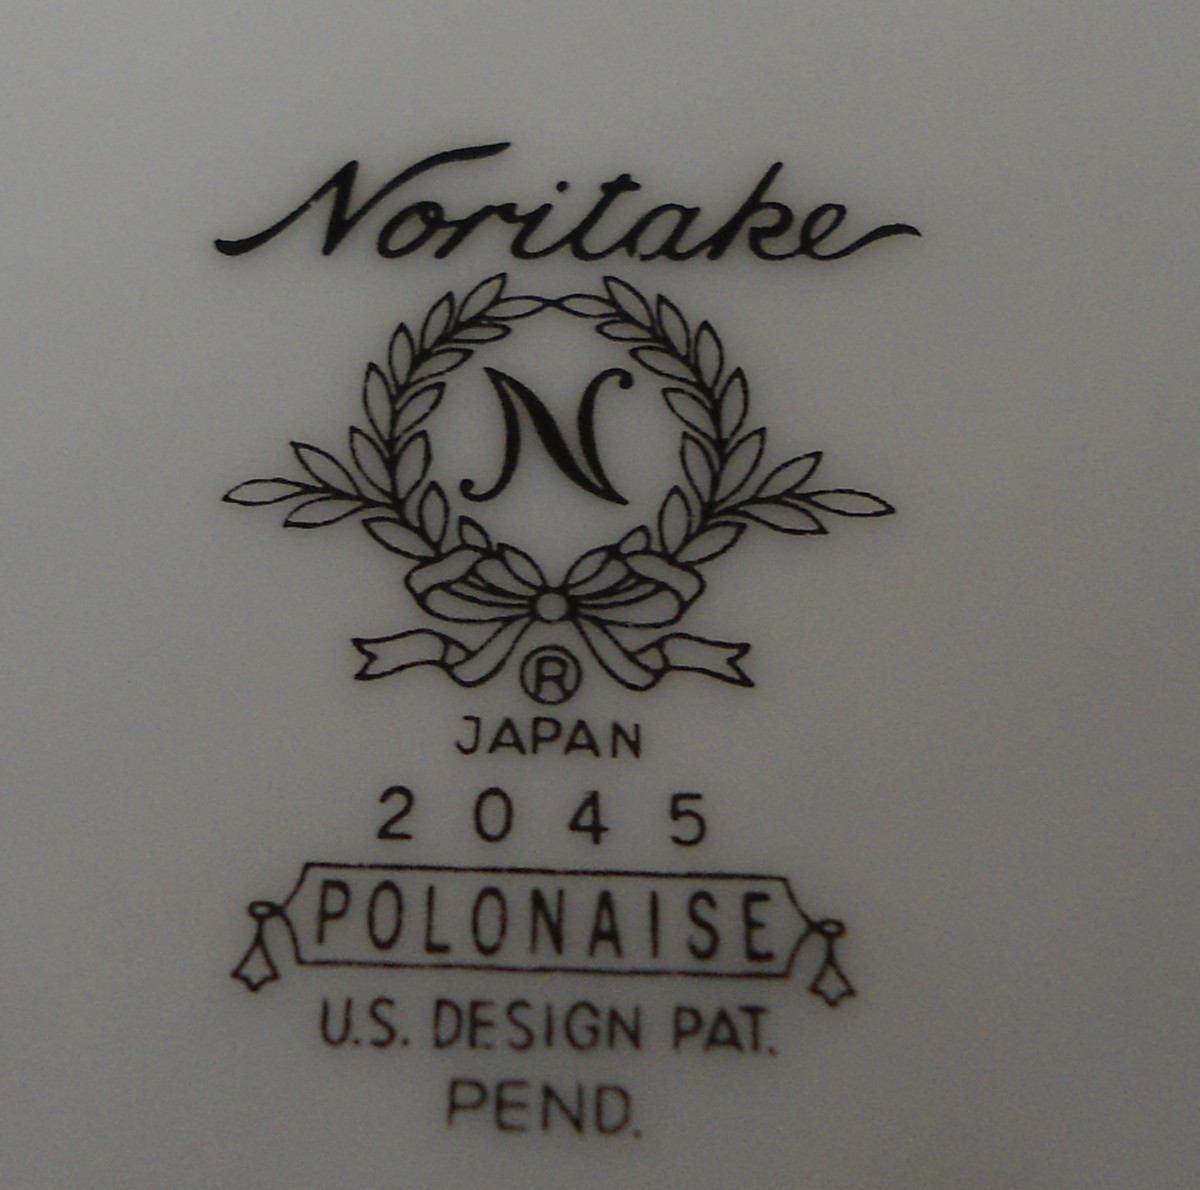 Noritake
N
®
JAPAN
2045
POLONAISE
U.S. DESIGN PAT.
PEND.